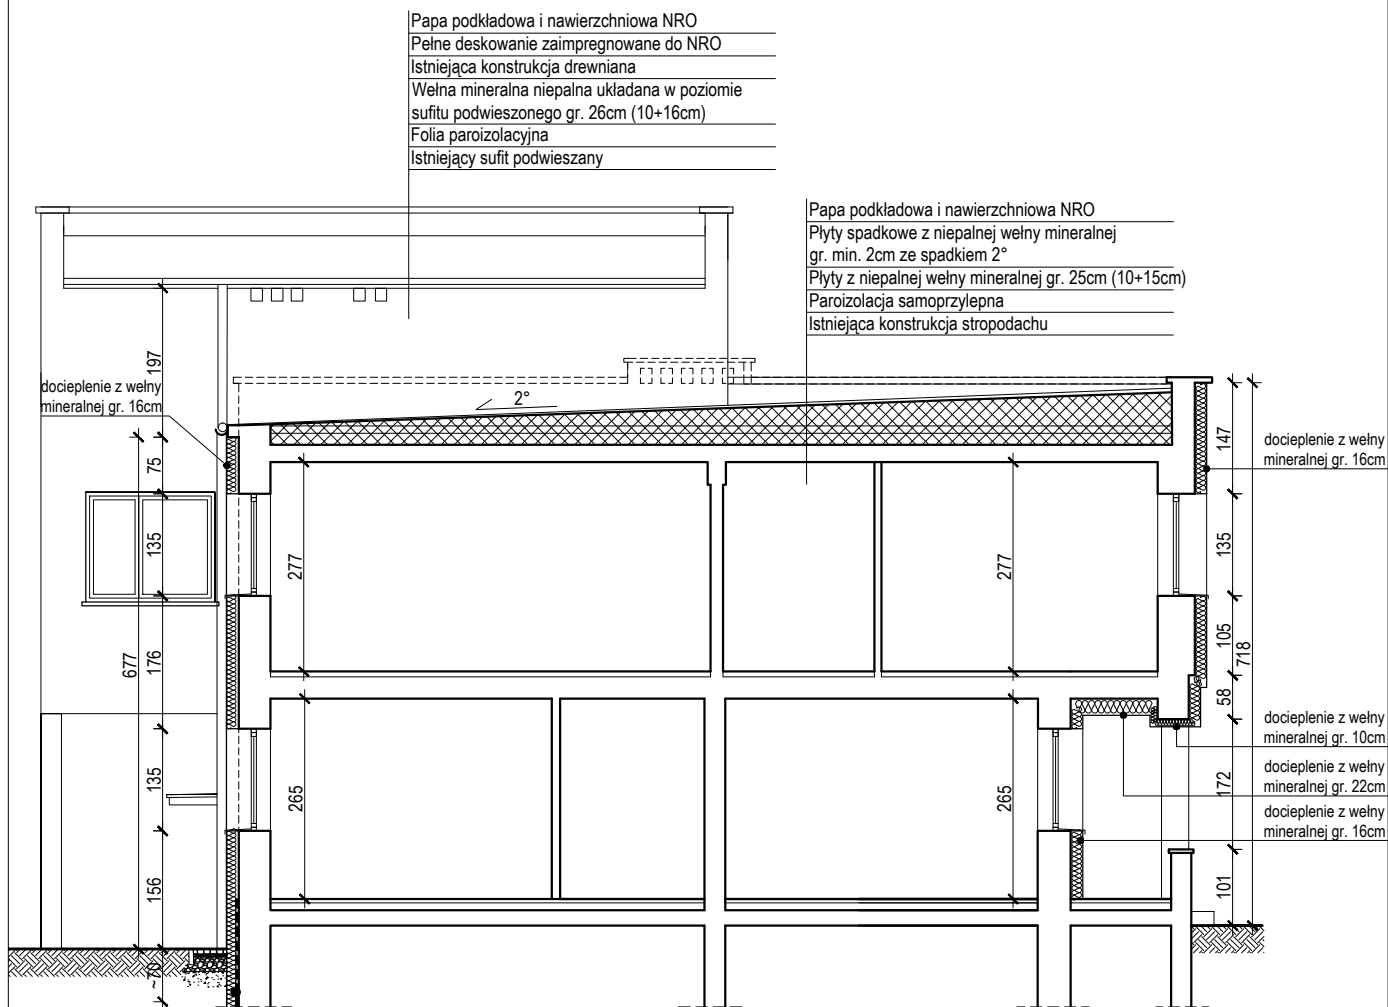 Papa podkładowa i nawierzchniowa NRO
Pełne deskowanie zaimpregnowane do NRO
Istniejąca konstrukcja drewniana
Wełna mineralna niepalna układana w poziomie
sufitu podwieszonego gr. 26cm (10+16cm)
Folia paroizolacyjna
Istniejący sufit podwieszany
Papa podkładowa i nawierzchniowa NRO
Płyty spadkowe z niepalnej wełny mineralnej
gr. min. 2cm ze spadkiem 2°
Płyty z niepalnej wełny mineralnej gr. 25cm (10+15cm)
Paroizolacja samoprzylepna
Istniejąca konstrukcja stropodachu
197
docieplenie z wełny
mineralnej gr. 16cm
2°
75
135
677
176
135
156
~70
277
277
265
265
147
135
105
718
58
172
101
docieplenie z wełny
mineralnej gr. 16cm
docieplenie z wełny
mineralnej gr. 10cm
docieplenie z wełny
mineralnej gr. 22cm
docieplenie z wełny
mineralnej gr. 16cm